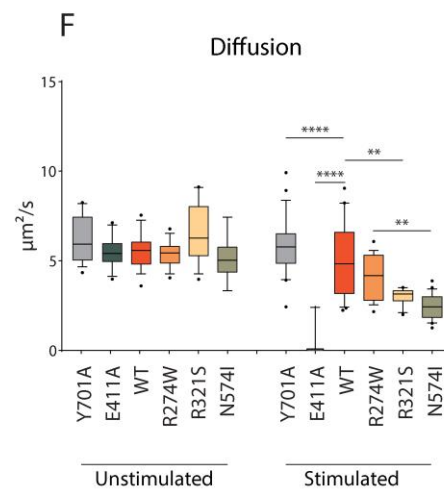 F
Diffusion
µm²/s
15
10
5
0
****
****
**
**
Y701A
E411A
WT
R274W
R321S
N574I
Y701A
E411A
WT
R274W
R321S
N574I
Unstimulated
Stimulated